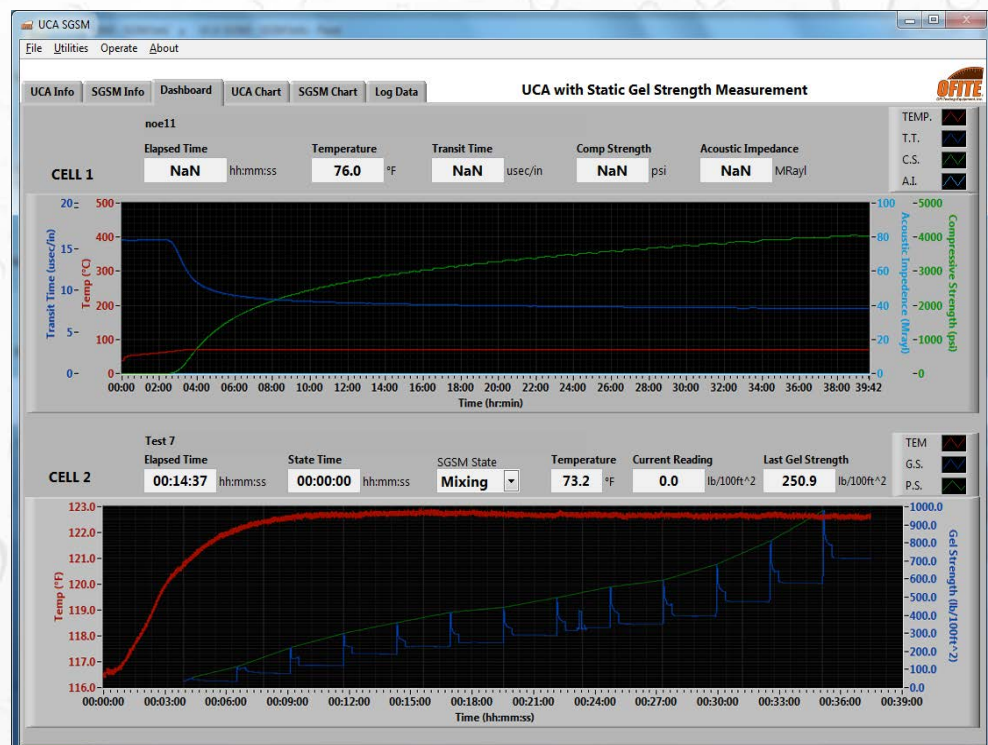 UCA SGSM
File Utilities Operate About
UCA Info SGSM Info Dashboard UCA Chart SGSM Chart Log Data UCA with Static Gel Strength Measurement OFITE
noe11
Elapsed Time Temperature Transit Time Comp Strength Acoustic Impedance
CELL 1 NaN hh:mm:ss 76.0 °F NaN usec/in NaN psi NaN MRayl
TEMP.
T.T.
C.S.
A.I.
Transit Time (usec/in)
20
15
10
5
0
Temp (°C)
500
400
300
200
100
0
100
80
60
40
20
0
Acoustic Impedence (Mrayl)
5000
4000
3000
2000
1000
0
Compressive Strength (psi)
00:00 02:00 04:00 06:00 08:00 10:00 12:00 14:00 16:00 18:00 20:00 22:00 24:00 26:00 28:00 30:00 32:00 34:00 36:00 38:00 39:42
Time (hr:min)
Test 7
Elapsed Time State Time SGSM State Temperature Current Reading Last Gel Strength
CELL 2 00:14:37 hh:mm:ss 00:00:00 hh:mm:ss Mixing 73.2 °F 0.0 lb/100ft^2 250.9 lb/100ft^2
TEM
G.S.
P.S.
Temp (°F)
123.0
122.0
121.0
120.0
119.0
118.0
117.0
116.0
1000.0
900.0
800.0
700.0
600.0
500.0
400.0
300.0
200.0
100.0
0.0
Gel Strength (lb/100ft^2)
00:00:00 00:03:00 00:06:00 00:09:00 00:12:00 00:15:00 00:18:00 00:21:00 00:24:00 00:27:00 00:30:00 00:33:00 00:36:00 00:39:00
Time (hh:mm:ss)